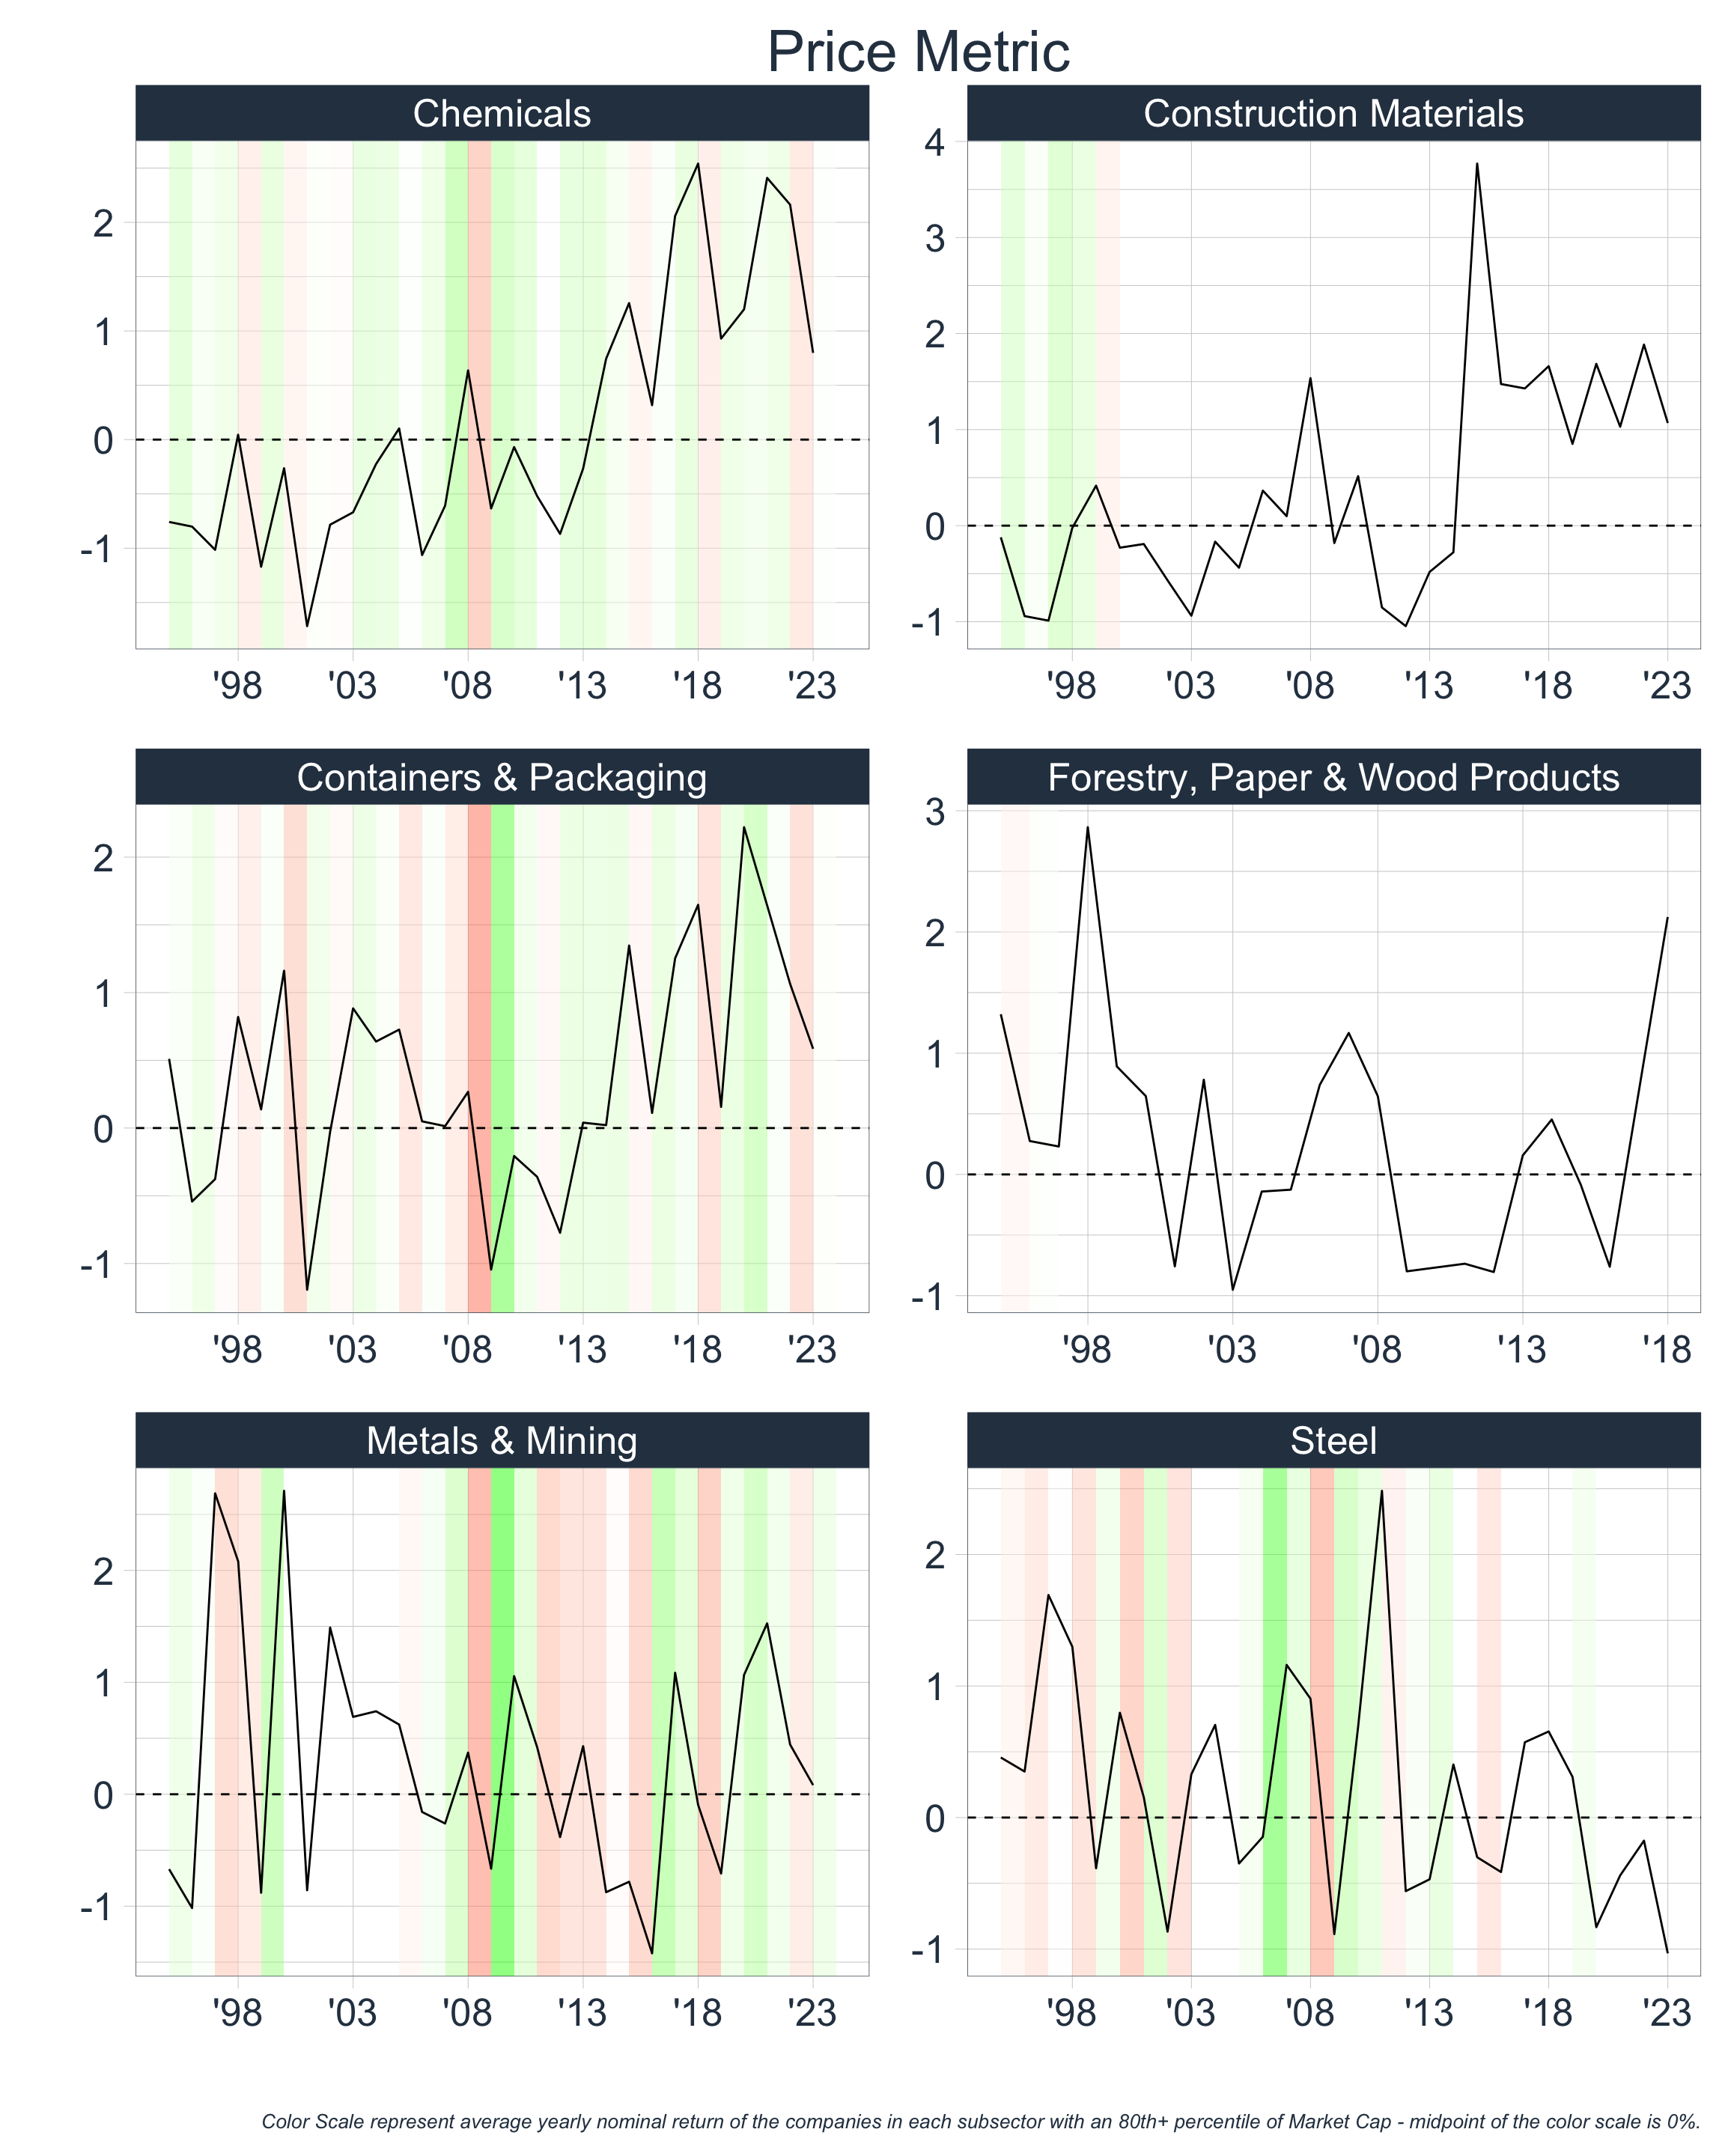 Price Metric
Chemicals
Construction Materials
2
1
0
-1
'98 '03 '08 '13 '18 '23
4
3
2
1
0
-1
'98 '03 '08 '13 '18 '23
Containers & Packaging
Forestry, Paper & Wood Products
2
1
0
-1
'98 '03 '08 '13 '18 '23
3
2
1
0
-1
'98 '03 '08 '13 '18
Metals & Mining
Steel
2
1
0
-1
'98 '03 '08 '13 '18 '23
2
1
0
-1
'98 '03 '08 '13 '18 '23
Color Scale represent average yearly nominal return of the companies in each subsector with an 80th+ percentile of Market Cap - midpoint of the color scale is 0%.